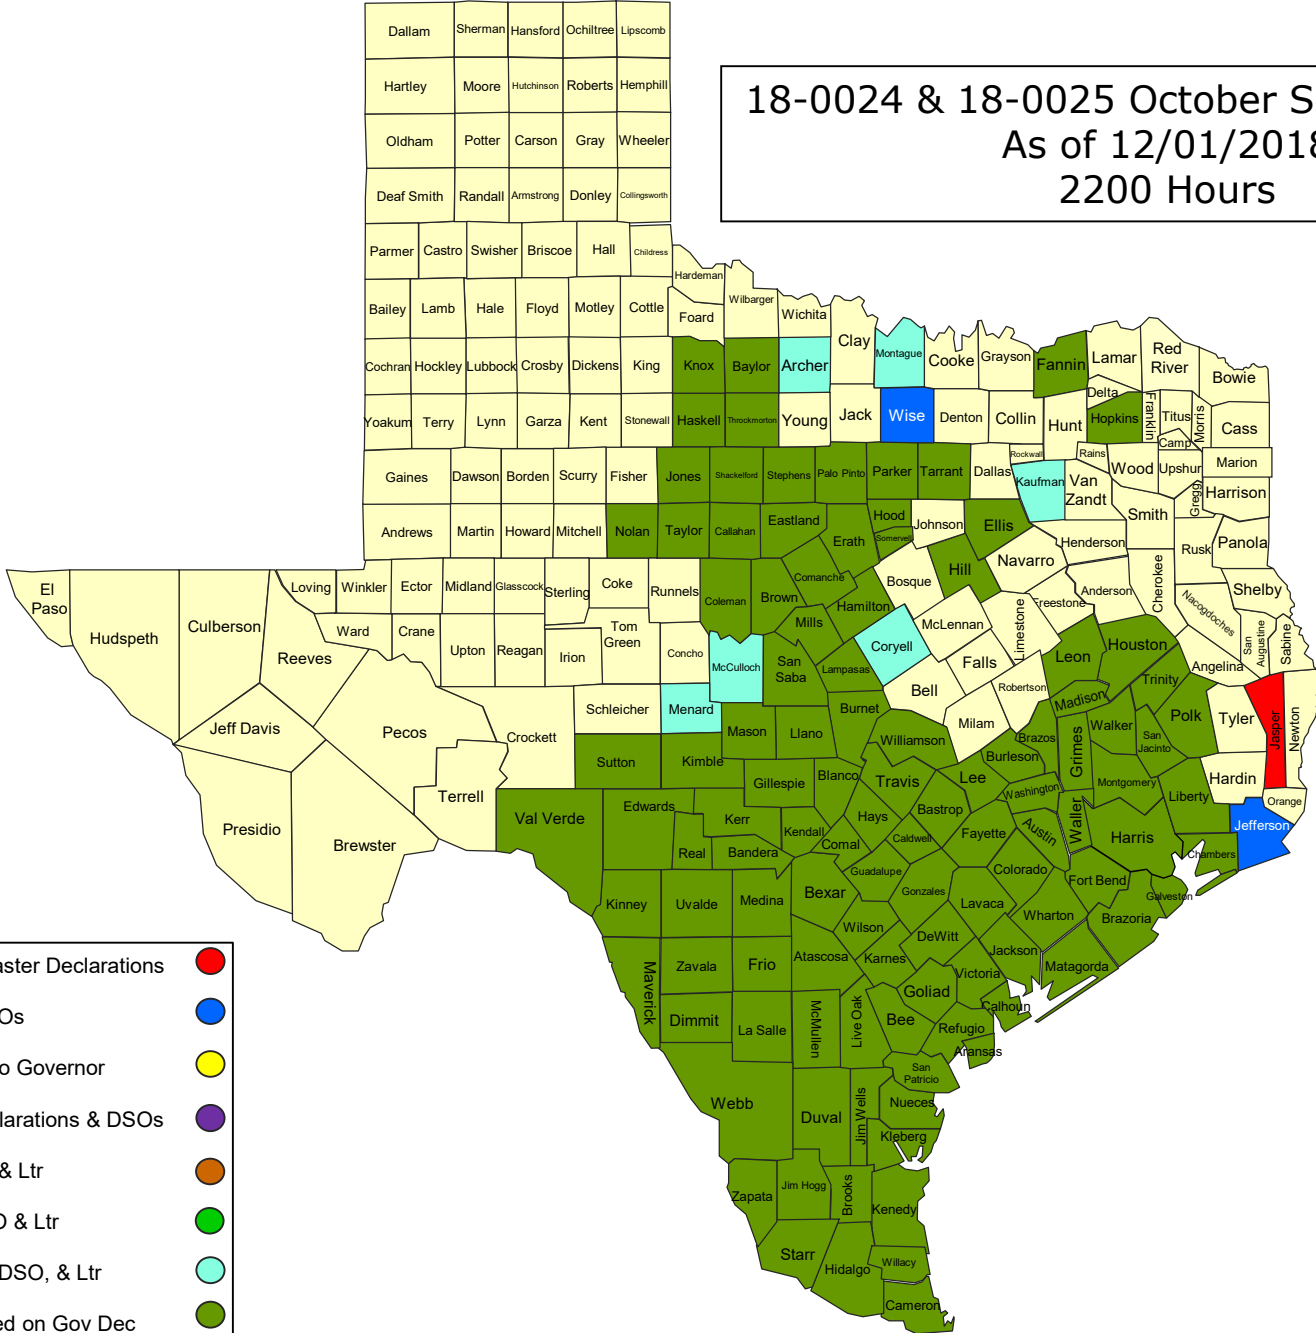 Dallam Sherman Hansford Ochiltree Lipscomb
Hartley Moore Hutchinson Roberts Hemphill
18-0024 & 18-0025 October S
As of 12/01/2018
2200 Hours
Oldham Potter Carson Gray Wheeler
Deaf Smith Randall Armstrong Donley Collingsworth
Parmer Castro Swisher Briscoe Hall Childress
Hardeman
Bailey Lamb Hale Floyd Motley Cottle Foard Wilbarger Wichita
Clay Montague Cooke Grayson Fannin Lamar Red River Bowie
Cochran Hockley Lubbock Crosby Dickens King Knox Baylor Archer
Delta
Yoakum Terry Lynn Garza Kent Stonewall Haskell Throckmorton Young Jack Wise Denton Collin Hunt Hopkins Franklin Titus Morris Cass
Camp
Rockwall Rains
Gaines Dawson Borden Scurry Fisher Jones Shackelford Stephens Palo Pinto Parker Tarrant Dallas Kaufman Van Zandt Wood Upshur Marion
Gregg Harrison
Andrews Martin Howard Mitchell Nolan Taylor Callahan Eastland Erath Hood Somervell Johnson Ellis Henderson Smith Rusk Panola
El Paso Hudspeth Culberson Loving Winkler Ector Midland Glasscock Sterling Coke Runnels Coleman Brown Comanche Hamilton Bosque Hill Navarro Freestone Anderson Cherokee Nacogdoches Shelby
Reeves Ward Crane Upton Reagan Irion Tom Green Concho McCulloch San Saba Mills Lampasas Coryell McLennan Limestone Falls Leon Houston Angelina San Augustine Sabine
Jeff Davis Pecos Crockett Schleicher Menard Mason Llano Burnet Bell Milam Robertson Madison Trinity Polk Tyler Jasper Newton
Presidio Brewster Terrell Sutton Kimble Gillespie Blanco Williamson Travis Lee Burleson Brazos Grimes Walker San Jacinto Hardin
Orange
Val Verde Edwards Kerr Real Bandera Kendall Comal Hays Caldwell Bastrop Fayette Washington Austin Waller Montgomery Harris Liberty Jefferson
Chambers
Kinney Uvalde Medina Bexar Guadalupe Gonzales Lavaca Colorado Wharton Fort Bend Brazoria Galveston
Maverick Zavala Frio Atascosa Wilson Karnes DeWitt Victoria Jackson Matagorda
Dimmit La Salle McMullen Live Oak Bee Goliad Refugio Calhoun
Aransas
San Patricio
Webb Duval Jim Wells Nueces
Kleberg
Zapata Jim Hogg Brooks Kenedy
Starr Hidalgo Willacy
Cameron
aster Declarations
Os
o Governor
larations & DSOs
& Ltr
O & Ltr
DSO, & Ltr
ed on Gov Dec